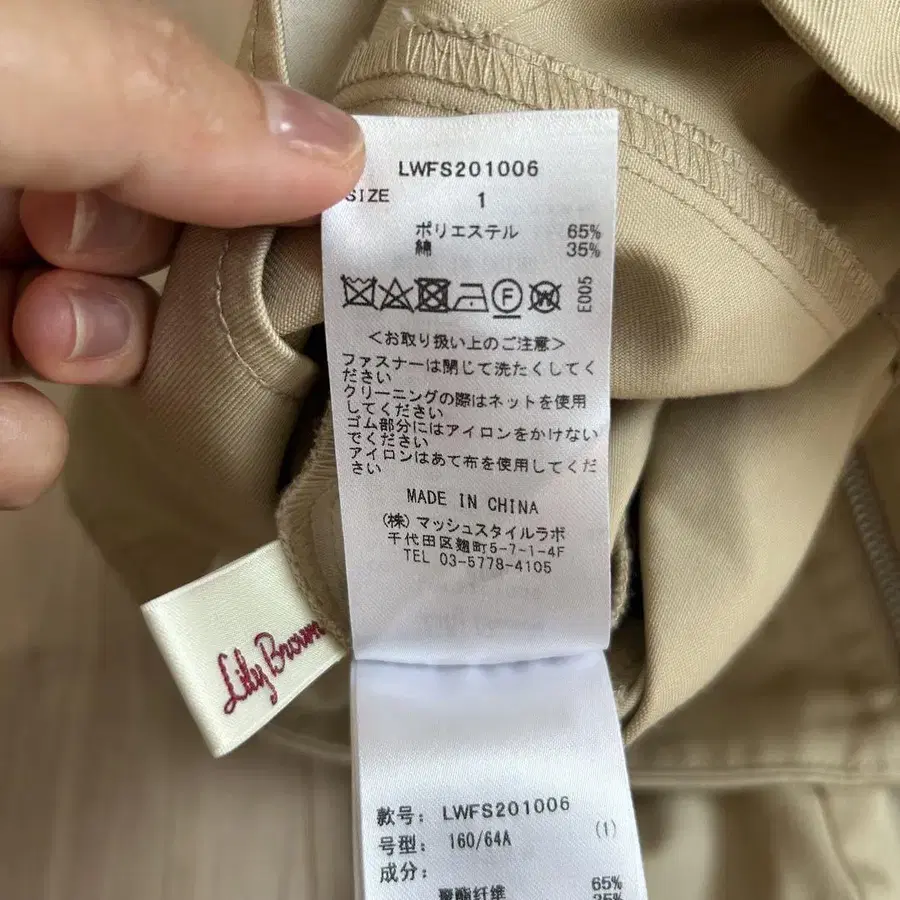 LWFS201006
SIZE 1
ポリエステル 65%
綿 35%
F W
E005
＜お取り扱い上のご注意＞
ファスナーは閉じて洗たくしてく
ださい
クリーニングの際はネットを使用
してください
ゴム部分にはアイロンをかけない
でください
アイロンはあて布を使用してくだ
さい
MADE IN CHINA
(株) マッシュスタイルラボ
千代田区麹町5-7-1-4F
TEL 03-5778-4105
Lily Brown
款号: LWFS201006
号型: 160/64A (1)
成分:
聚酯纤维 65%
35%